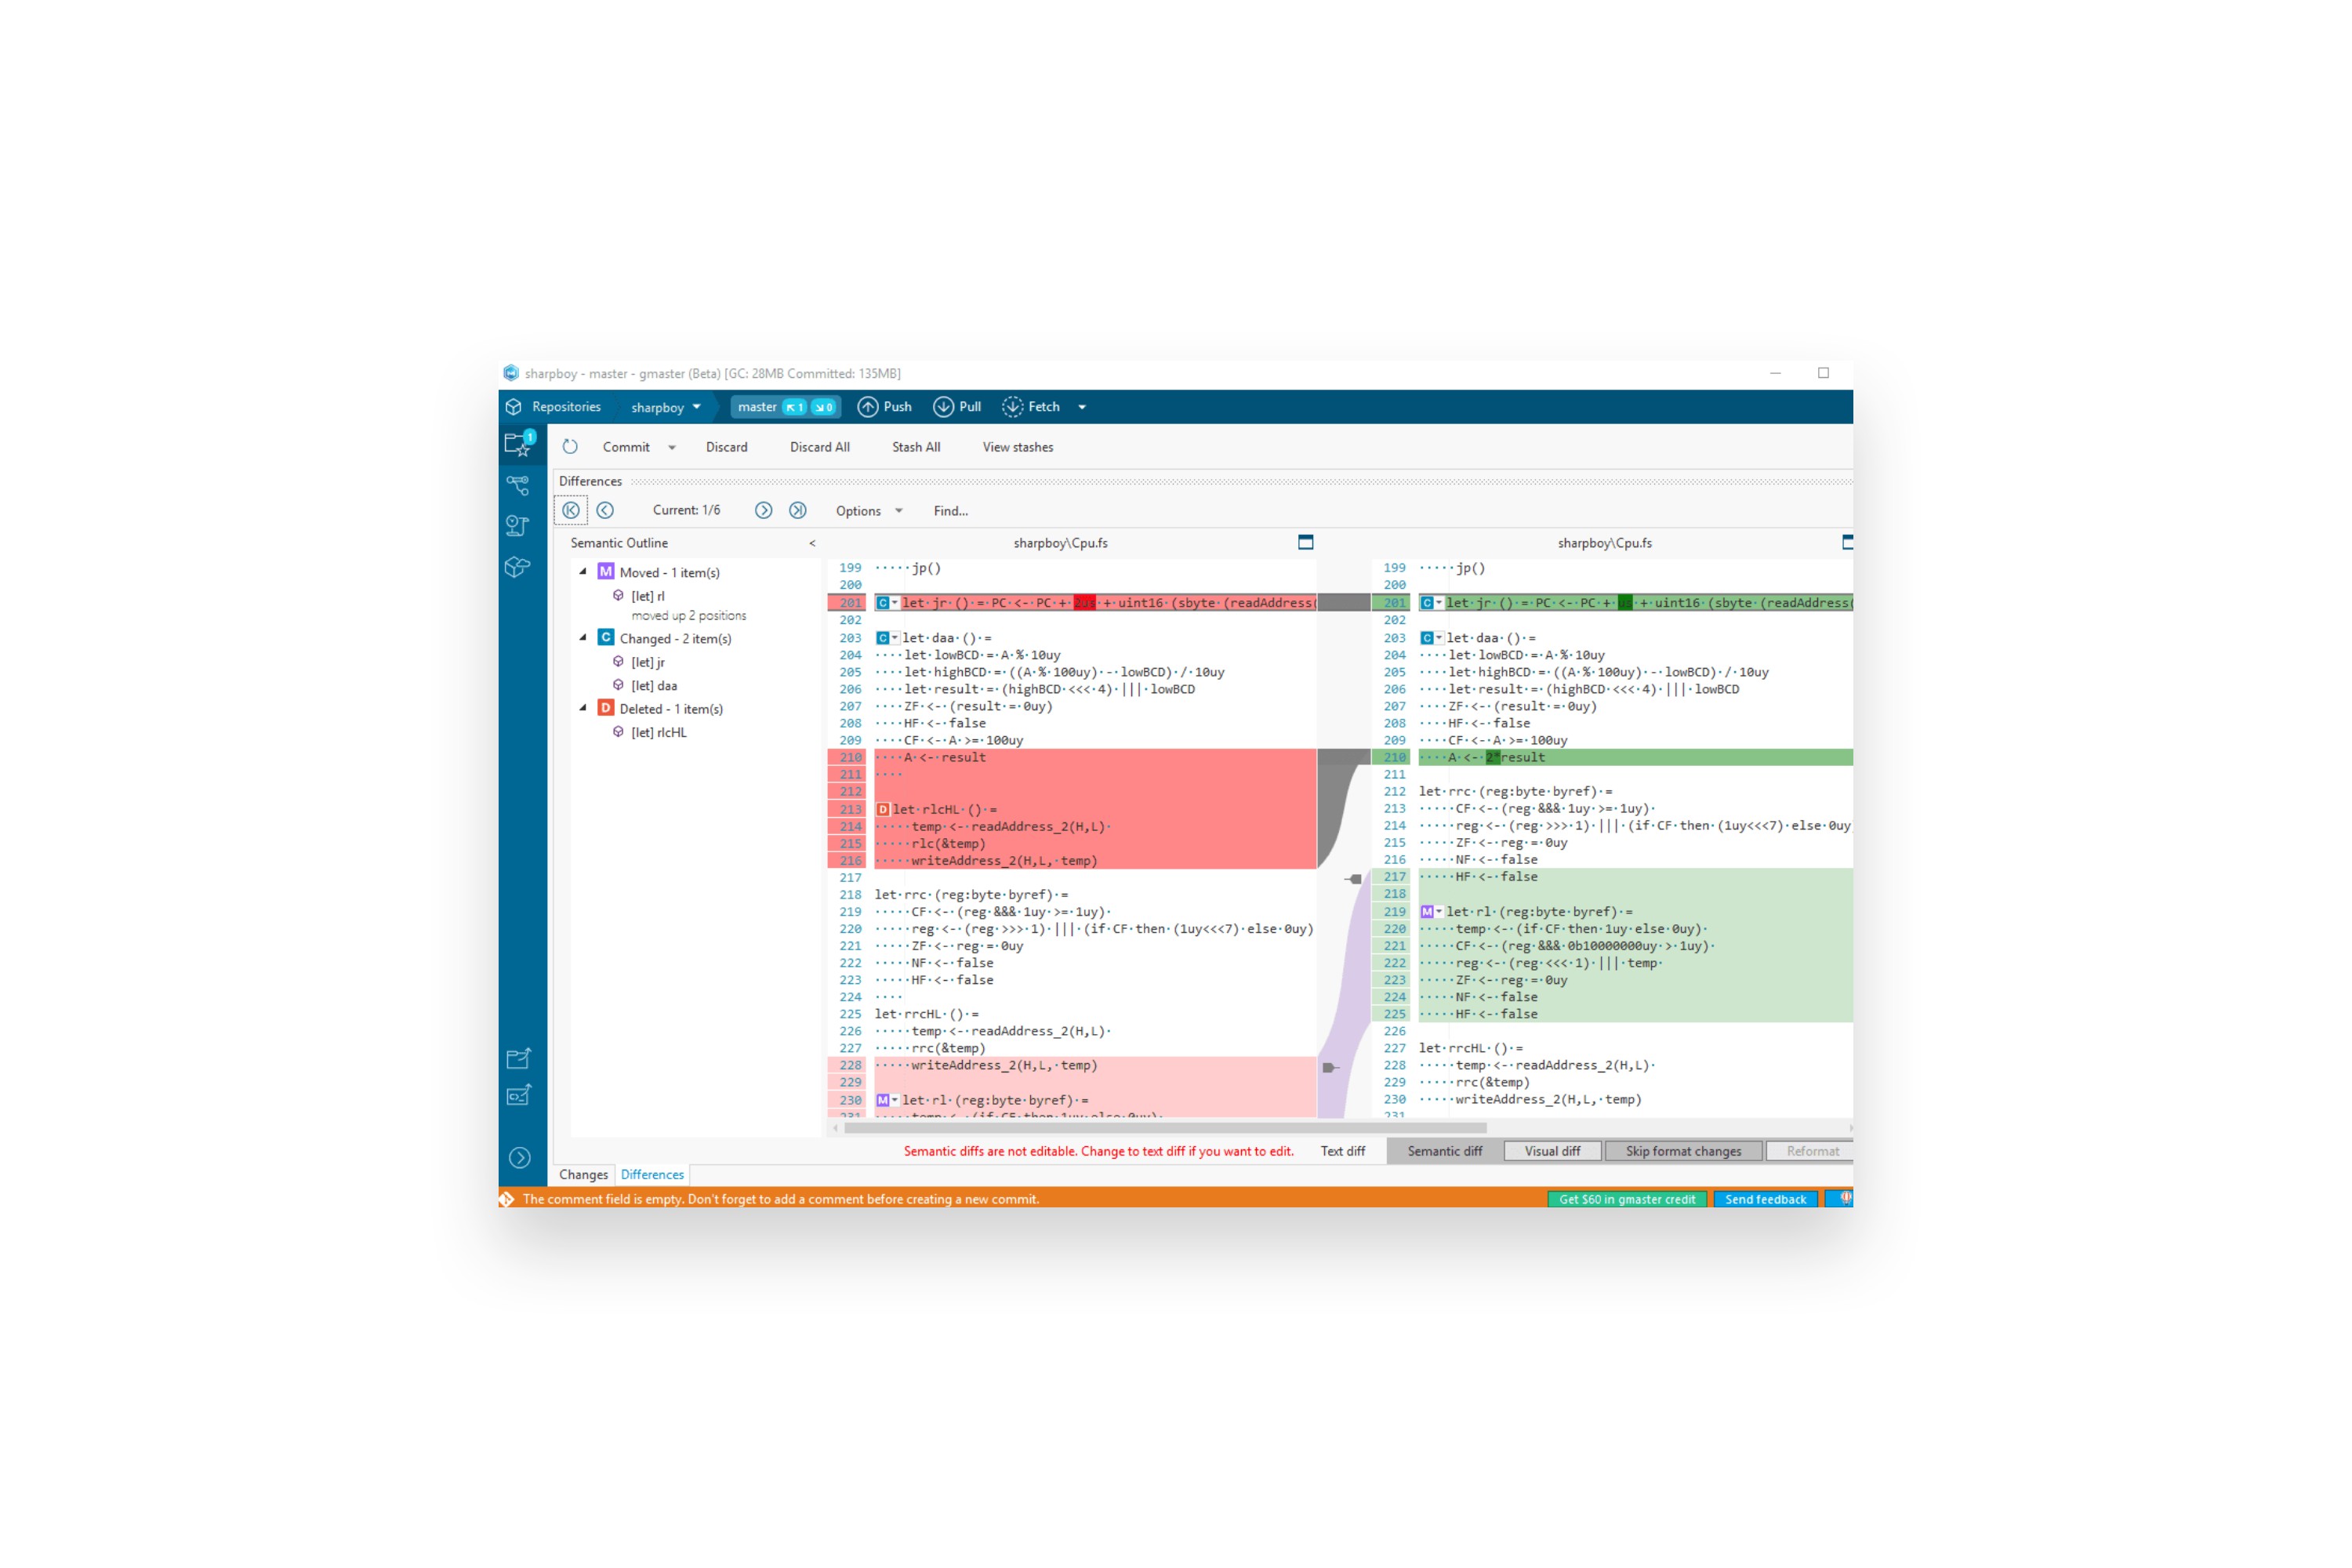 sharpboy - master - gmaster (Beta) [GC: 28MB Committed: 135MB]
Repositories sharpboy master 1 0 Push Pull Fetch
1
Commit Discard Discard All Stash All View stashes
Differences
Current: 1/6 Options Find...
Semantic Outline <
M Moved - 1 item(s)
[let] rl
moved up 2 positions
C Changed - 2 item(s)
[let] jr
[let] daa
D Deleted - 1 item(s)
[let] rlcHL
sharpboy\Cpu.fs
199 ·····jp()
200
201 C let·jr·()·=·PC·<-·PC·+·2us·+·uint16·(sbyte·(readAddress(
202
203 C let·daa·()·=
204 ····let·lowBCD·=·A·%·10uy
205 ····let·highBCD·=·((A·%·100uy)·-·lowBCD)·/·10uy
206 ····let·result·=·(highBCD·<<<·4)·|||·lowBCD
207 ····ZF·<-·(result·=·0uy)
208 ····HF·<-·false
209 ····CF·<-·A·>=·100uy
210 ····A·<-·result
211 ····
212
213 D let·rlcHL·()·=
214 ·····temp·<-·readAddress_2(H,L)·
215 ·····rlc(&temp)
216 ·····writeAddress_2(H,L,·temp)
217
218 let·rrc·(reg:byte·byref)·=
219 ·····CF·<-·(reg·&&&·1uy·>=·1uy)·
220 ·····reg·<-·(reg·>>>·1)·|||·(if·CF·then·(1uy<<<7)·else·0uy)
221 ·····ZF·<-·reg·=·0uy
222 ·····NF·<-·false
223 ·····HF·<-·false
224 ····
225 let·rrcHL·()·=
226 ·····temp·<-·readAddress_2(H,L)·
227 ·····rrc(&temp)
228 ·····writeAddress_2(H,L,·temp)
229
230 M let·rl·(reg:byte·byref)·=
231 ·····temp·<-·(if·CF·then·1uy·else·0uy)·
sharpboy\Cpu.fs
199 ·····jp()
200
201 C let·jr·()·=·PC·<-·PC·+·us·+·uint16·(sbyte·(readAddress(
202
203 C let·daa·()·=
204 ····let·lowBCD·=·A·%·10uy
205 ····let·highBCD·=·((A·%·100uy)·-·lowBCD)·/·10uy
206 ····let·result·=·(highBCD·<<<·4)·|||·lowBCD
207 ····ZF·<-·(result·=·0uy)
208 ····HF·<-·false
209 ····CF·<-·A·>=·100uy
210 ····A·<-·2*result
211
212 let·rrc·(reg:byte·byref)·=
213 ·····CF·<-·(reg·&&&·1uy·>=·1uy)·
214 ·····reg·<-·(reg·>>>·1)·|||·(if·CF·then·(1uy<<<7)·else·0uy
215 ·····ZF·<-·reg·=·0uy
216 ·····NF·<-·false
217 ·····HF·<-·false
218
219 M let·rl·(reg:byte·byref)·=
220 ·····temp·<-·(if·CF·then·1uy·else·0uy)·
221 ·····CF·<-·(reg·&&&·0b10000000uy·>·1uy)·
222 ·····reg·<-·(reg·<<<·1)·|||·temp·
223 ·····ZF·<-·reg·=·0uy
224 ·····NF·<-·false
225 ·····HF·<-·false
226
227 let·rrcHL·()·=
228 ·····temp·<-·readAddress_2(H,L)·
229 ·····rrc(&temp)
230 ·····writeAddress_2(H,L,·temp)
231
Semantic diffs are not editable. Change to text diff if you want to edit. Text diff Semantic diff Visual diff Skip format changes Reformat
Changes Differences
The comment field is empty. Don't forget to add a comment before creating a new commit. Get $60 in gmaster credit Send feedback